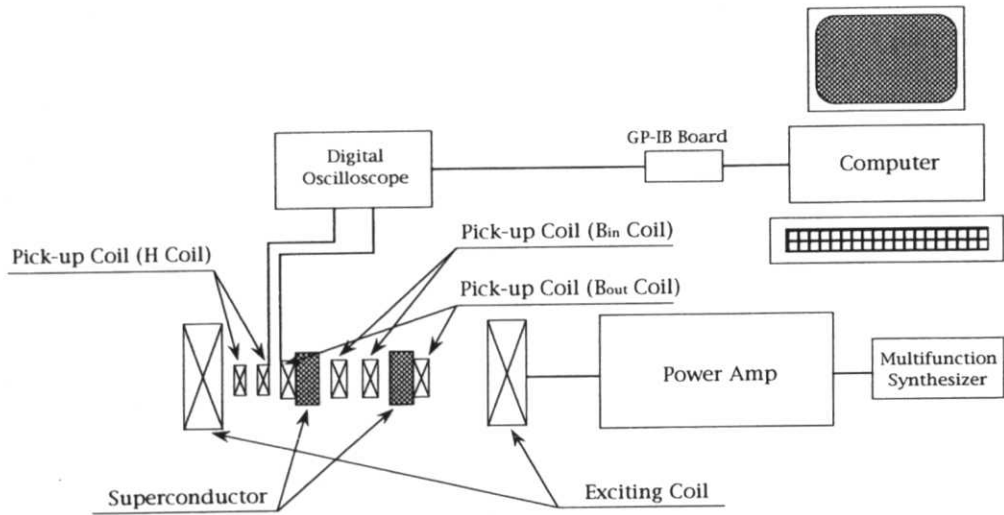 GP-IB Board
Digital
Oscilloscope
Computer
Pick-up Coil (H Coil)
Pick-up Coil (Bin Coil)
Pick-up Coil (Bout Coil)
Power Amp
Multifunction
Synthesizer
Superconductor
Exciting Coil